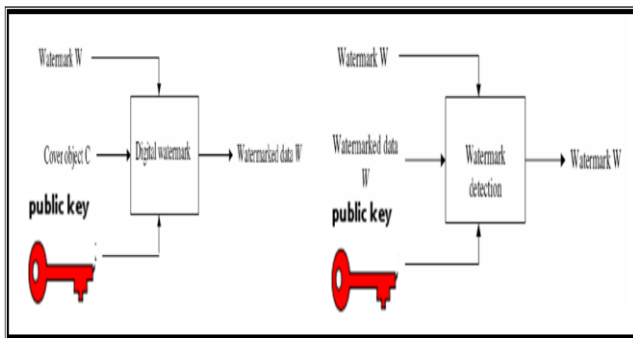 Watermark W
Cover object C
Digital watermark
Watermarked data W
public key
Watermark W
Watermarked data
W
Watermark
detection
Watermark W
public key